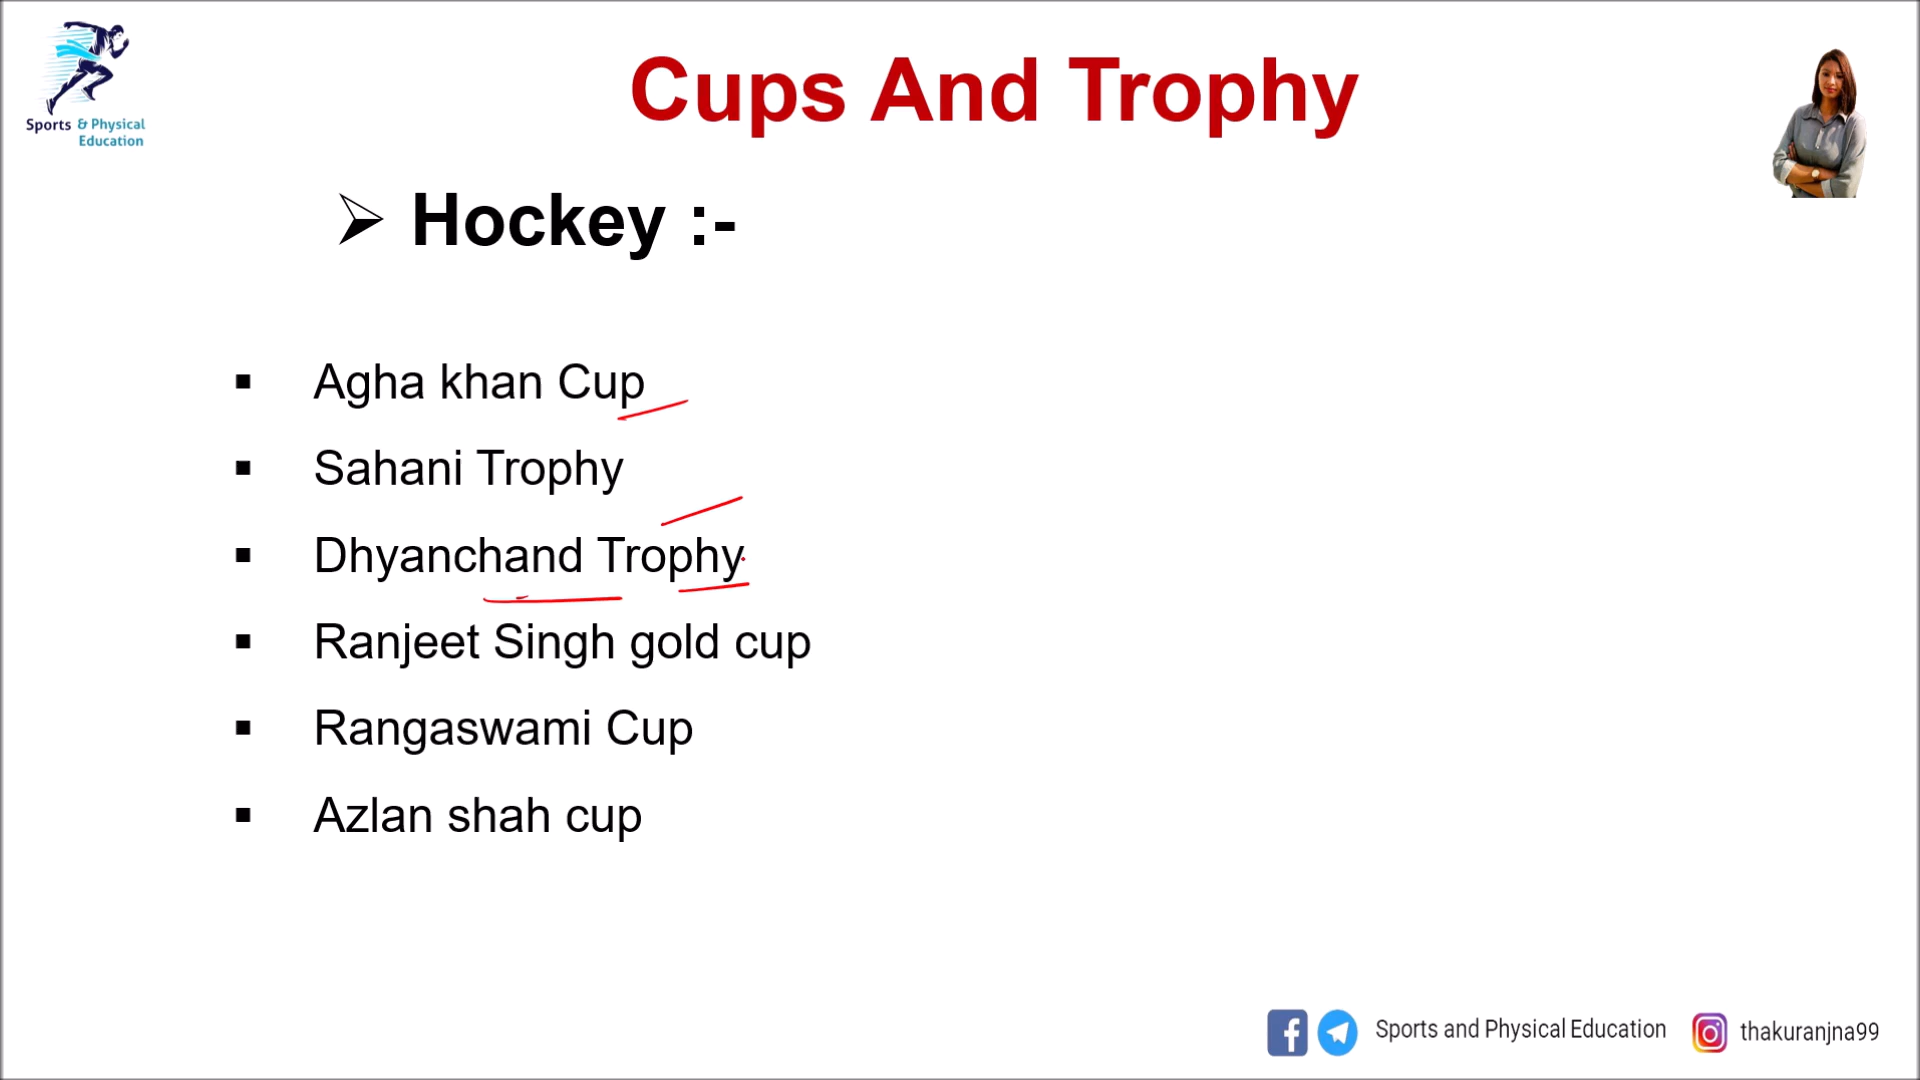 Sports & Physical
Education
Cups And Trophy
Hockey :-
Agha khan Cup
Sahani Trophy
Dhyanchand Trophy
Ranjeet Singh gold cup
Rangaswami Cup
Azlan shah cup
Sports and Physical Education
thakuranjna99